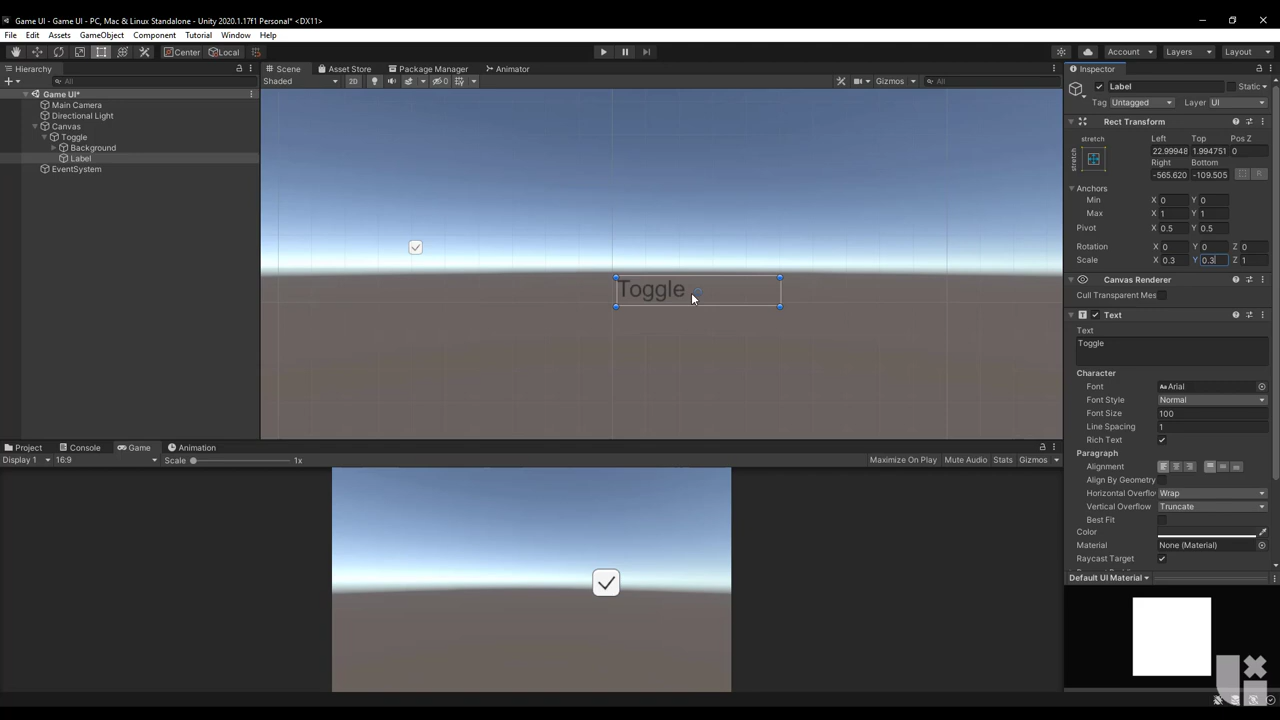 Game UI - Game UI - PC, Mac & Linux Standalone - Unity 2020.1.17f1 Personal* <DX11>
File Edit Assets GameObject Component Tutorial Window Help
Center Local Account Layers Layout
Hierarchy Scene Asset Store Package Manager Animator Inspector
All Shaded 2D 0 Gizmos All
Label Static
Tag Untagged Layer UI
Game UI*
Main Camera
Directional Light
Canvas
Toggle
Background
Label
EventSystem
Rect Transform
stretch Left Top Pos Z
stretch 22.99948 1.994751 0
Right Bottom
-565.620 -109.505 R
Anchors
Min X 0 Y 0
Max X 1 Y 1
Pivot X 0.5 Y 0.5
Rotation X 0 Y 0 Z 0
Scale X 0.3 Y 0.3 Z 1
Canvas Renderer
Cull Transparent Mes
Toggle
Text
Text
Toggle
Character
Font Aa Arial
Font Style Normal
Font Size 100
Line Spacing 1
Rich Text
Paragraph
Alignment
Align By Geometry
Horizontal Overflo Wrap
Vertical Overflow Truncate
Best Fit
Color
Material None (Material)
Raycast Target
Default UI Material
Project Console Game Animation
Display 1 16:9 Scale 1x Maximize On Play Mute Audio Stats Gizmos